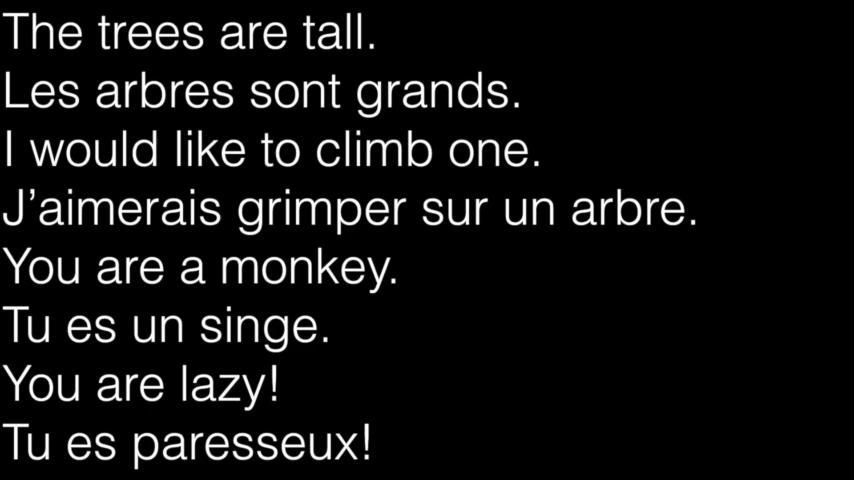 The trees are tall.
Les arbres sont grands.
I would like to climb one.
J’aimerais grimper sur un arbre.
You are a monkey.
Tu es un singe.
You are lazy!
Tu es paresseux!